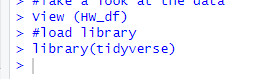 > #Take a look at the data
> View (HW_df)
> #load library
> library(tidyverse)
>